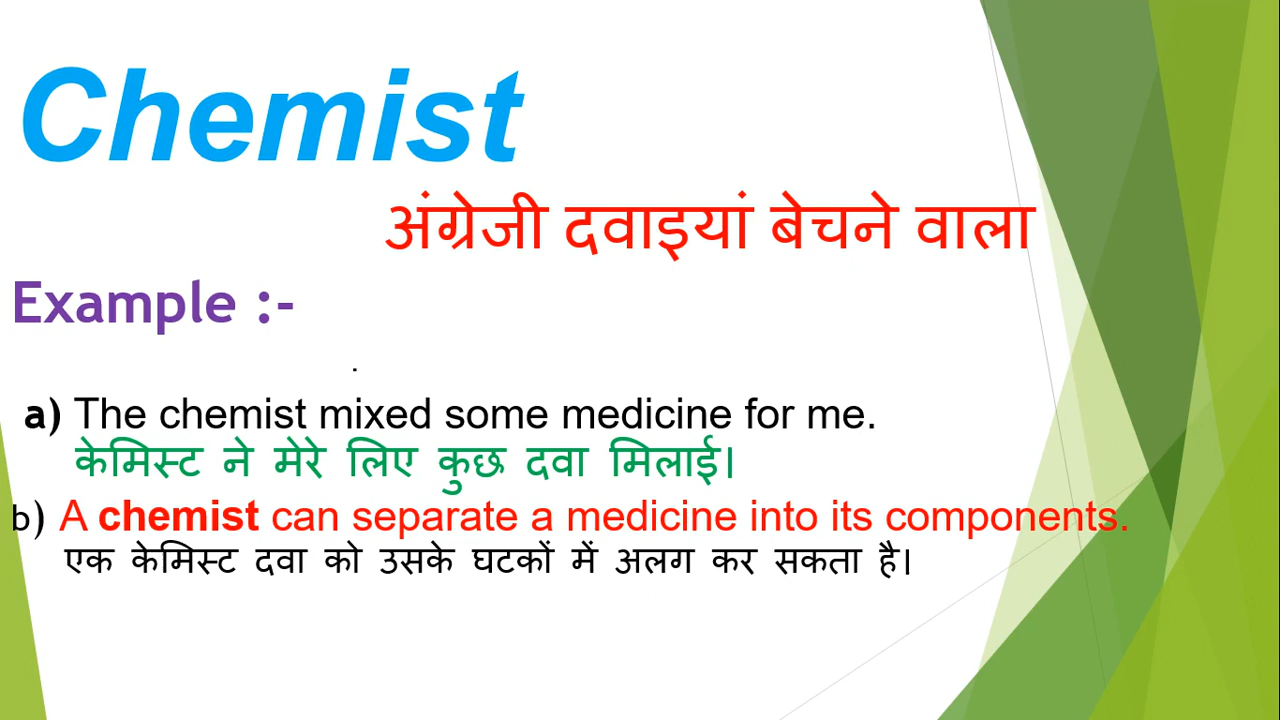 Chemist
अंग्रेजी दवाइयां बेचने वाला
Example :-
.
a) The chemist mixed some medicine for me.
केमिस्ट ने मेरे लिए कुछ दवा मिलाई।
b) A chemist can separate a medicine into its components.
एक केमिस्ट दवा को उसके घटकों में अलग कर सकता है।